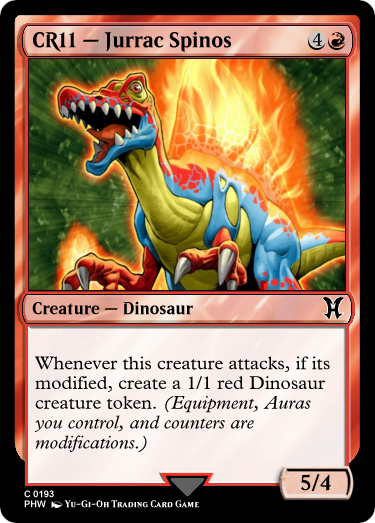 CR11 — Jurrac Spinos 4
Creature — Dinosaur
Whenever this creature attacks, if its
modified, create a 1/1 red Dinosaur
creature token. (Equipment, Auras
you control, and counters are
modifications.)
5/4
C 0193
PHW Yu-Gi-Oh Trading Card Game